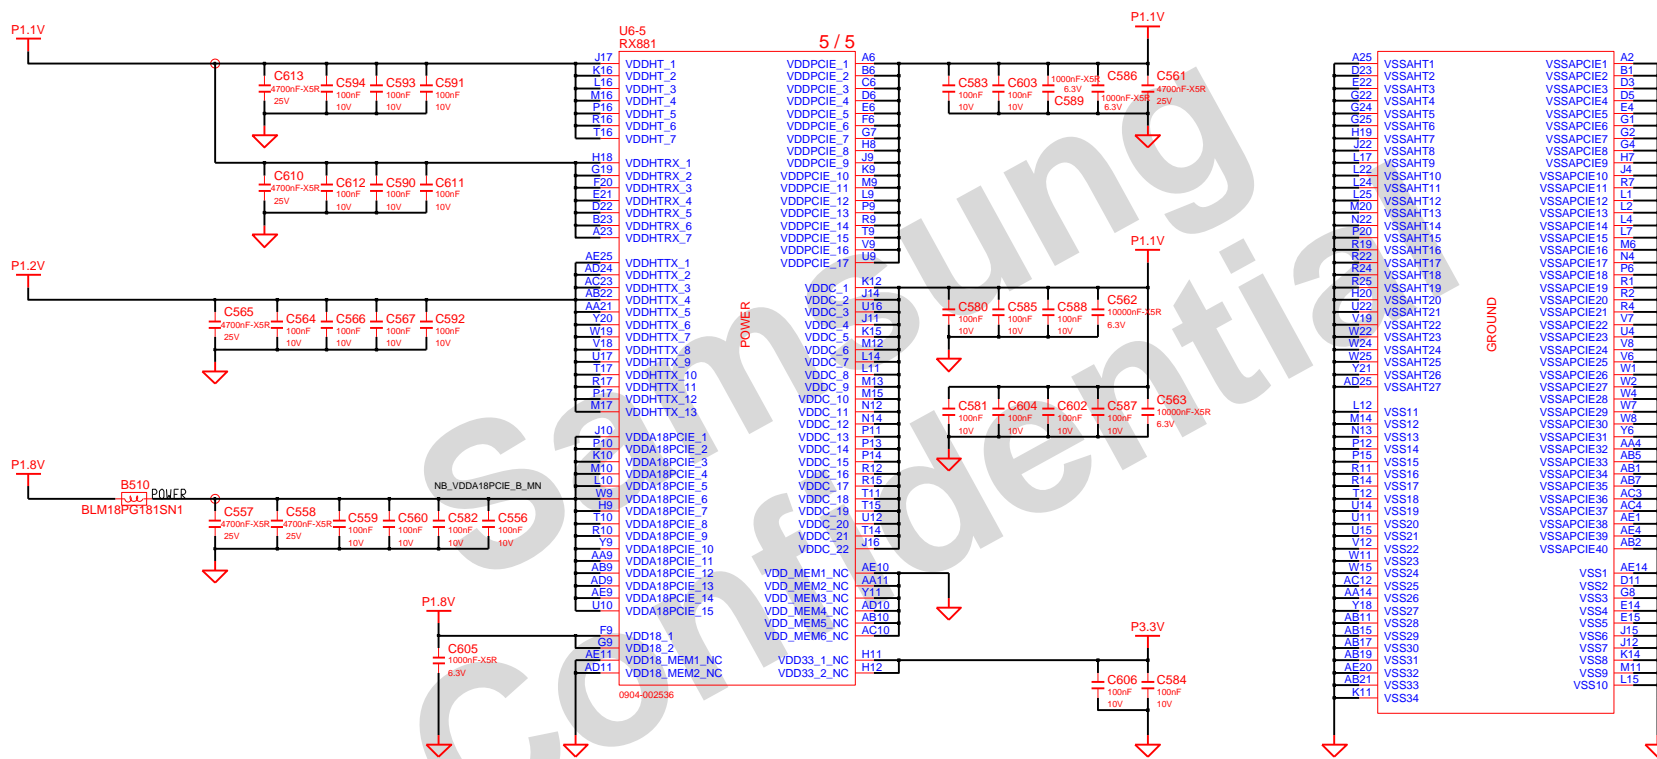 P1.1V
U6-5
RX881
5 / 5
P1.1V
J17 VDDHT_1
K16 VDDHT_2
L16 VDDHT_3
M16 VDDHT_4
P16 VDDHT_5
R16 VDDHT_6
T16 VDDHT_7
C613 4700nF-X5R 25V
C594 100nF 10V
C593 100nF 10V
C591 100nF 10V
H18 VDDHTRX_1
G19 VDDHTRX_2
F20 VDDHTRX_3
E21 VDDHTRX_4
D22 VDDHTRX_5
B23 VDDHTRX_6
A23 VDDHTRX_7
C610 4700nF-X5R 25V
C612 100nF 10V
C590 100nF 10V
C611 100nF 10V
P1.2V
AE25 VDDHTTX_1
AD24 VDDHTTX_2
AC23 VDDHTTX_3
AB22 VDDHTTX_4
AA21 VDDHTTX_5
Y20 VDDHTTX_6
W19 VDDHTTX_7
V18 VDDHTTX_8
U17 VDDHTTX_9
T17 VDDHTTX_10
R17 VDDHTTX_11
P17 VDDHTTX_12
M17 VDDHTTX_13
C565 4700nF-X5R 25V
C564 100nF 10V
C566 100nF 10V
C567 100nF 10V
C592 100nF 10V
P1.8V
B510
POWER
BLM18PG181SN1
NB_VDDA18PCIE_B_MN
J10 VDDA18PCIE_1
P10 VDDA18PCIE_2
K10 VDDA18PCIE_3
M10 VDDA18PCIE_4
L10 VDDA18PCIE_5
W9 VDDA18PCIE_6
H9 VDDA18PCIE_7
T10 VDDA18PCIE_8
R10 VDDA18PCIE_9
Y9 VDDA18PCIE_10
AA9 VDDA18PCIE_11
AB9 VDDA18PCIE_12
AD9 VDDA18PCIE_13
AE9 VDDA18PCIE_14
U10 VDDA18PCIE_15
C557 4700nF-X5R 25V
C558 4700nF-X5R 25V
C559 100nF 10V
C560 100nF 10V
C582 100nF 10V
C556 100nF 10V
P1.8V
F9 VDD18_1
G9 VDD18_2
AE11 VDD18_MEM1_NC
AD11 VDD18_MEM2_NC
C605 1000nF-X5R 6.3V
0904-002536
POWER
VDDPCIE_1 A6
VDDPCIE_2 B6
VDDPCIE_3 C6
VDDPCIE_4 D6
VDDPCIE_5 E6
VDDPCIE_6 F6
VDDPCIE_7 G7
VDDPCIE_8 H8
VDDPCIE_9 J9
VDDPCIE_10 K9
VDDPCIE_11 M9
VDDPCIE_12 L9
VDDPCIE_13 P9
VDDPCIE_14 R9
VDDPCIE_15 T9
VDDPCIE_16 V9
VDDPCIE_17 U9
C583 100nF 10V
C603 100nF 10V
1000nF-X5R 6.3V C589
C586 1000nF-X5R 6.3V
C561 4700nF-X5R 25V
P1.1V
VDDC_1 K12
VDDC_2 J14
VDDC_3 U16
VDDC_4 J11
VDDC_5 K15
VDDC_6 M12
VDDC_7 L14
VDDC_8 L11
VDDC_9 M13
VDDC_10 M15
VDDC_11 N12
VDDC_12 N14
VDDC_13 P11
VDDC_14 P13
VDDC_15 P14
VDDC_16 R12
VDDC_17 R15
VDDC_18 T11
VDDC_19 T15
VDDC_20 U12
VDDC_21 T14
VDDC_22 J16
C580 100nF 10V
C585 100nF 10V
C588 100nF 10V
C562 10000nF-X5R 6.3V
C581 100nF 10V
C604 100nF 10V
C602 100nF 10V
C587 100nF 10V
C563 10000nF-X5R 6.3V
VDD_MEM1_NC AE10
VDD_MEM2_NC AA11
VDD_MEM3_NC Y11
VDD_MEM4_NC AD10
VDD_MEM5_NC AB10
VDD_MEM6_NC AC10
P3.3V
VDD33_1_NC H11
VDD33_2_NC H12
C606 100nF 10V
C584 100nF 10V
A25 VSSAHT1
D23 VSSAHT2
E22 VSSAHT3
G22 VSSAHT4
G24 VSSAHT5
G25 VSSAHT6
H19 VSSAHT7
J22 VSSAHT8
L17 VSSAHT9
L22 VSSAHT10
L24 VSSAHT11
L25 VSSAHT12
M20 VSSAHT13
N22 VSSAHT14
P20 VSSAHT15
R19 VSSAHT16
R22 VSSAHT17
R24 VSSAHT18
R25 VSSAHT19
H20 VSSAHT20
U22 VSSAHT21
V19 VSSAHT22
W22 VSSAHT23
W24 VSSAHT24
W25 VSSAHT25
Y21 VSSAHT26
AD25 VSSAHT27
L12 VSS11
M14 VSS12
N13 VSS13
P12 VSS14
P15 VSS15
R11 VSS16
R14 VSS17
T12 VSS18
U14 VSS19
U11 VSS20
U15 VSS21
V12 VSS22
W11 VSS23
W15 VSS24
AC12 VSS25
AA14 VSS26
Y18 VSS27
AB11 VSS28
AB15 VSS29
AB17 VSS30
AB19 VSS31
AE20 VSS32
AB21 VSS33
K11 VSS34
GROUND
VSSAPCIE1 A2
VSSAPCIE2 B1
VSSAPCIE3 D3
VSSAPCIE4 D5
VSSAPCIE5 E4
VSSAPCIE6 G1
VSSAPCIE7 G2
VSSAPCIE8 G4
VSSAPCIE9 H7
VSSAPCIE10 J4
VSSAPCIE11 R7
VSSAPCIE12 L1
VSSAPCIE13 L2
VSSAPCIE14 L4
VSSAPCIE15 L7
VSSAPCIE16 M6
VSSAPCIE17 N4
VSSAPCIE18 P6
VSSAPCIE19 R1
VSSAPCIE20 R2
VSSAPCIE21 R4
VSSAPCIE22 V7
VSSAPCIE23 U4
VSSAPCIE24 V8
VSSAPCIE25 V6
VSSAPCIE26 W1
VSSAPCIE27 W2
VSSAPCIE28 W4
VSSAPCIE29 W7
VSSAPCIE30 W8
VSSAPCIE31 Y6
VSSAPCIE32 AA4
VSSAPCIE33 AB5
VSSAPCIE34 AB1
VSSAPCIE35 AB7
VSSAPCIE36 AC3
VSSAPCIE37 AC4
VSSAPCIE38 AE1
VSSAPCIE39 AE4
VSSAPCIE40 AB2
VSS1 AE14
VSS2 D11
VSS3 G8
VSS4 E14
VSS5 E15
VSS6 J15
VSS7 J12
VSS8 K14
VSS9 M11
VSS10 L15
Samsung
Confidential